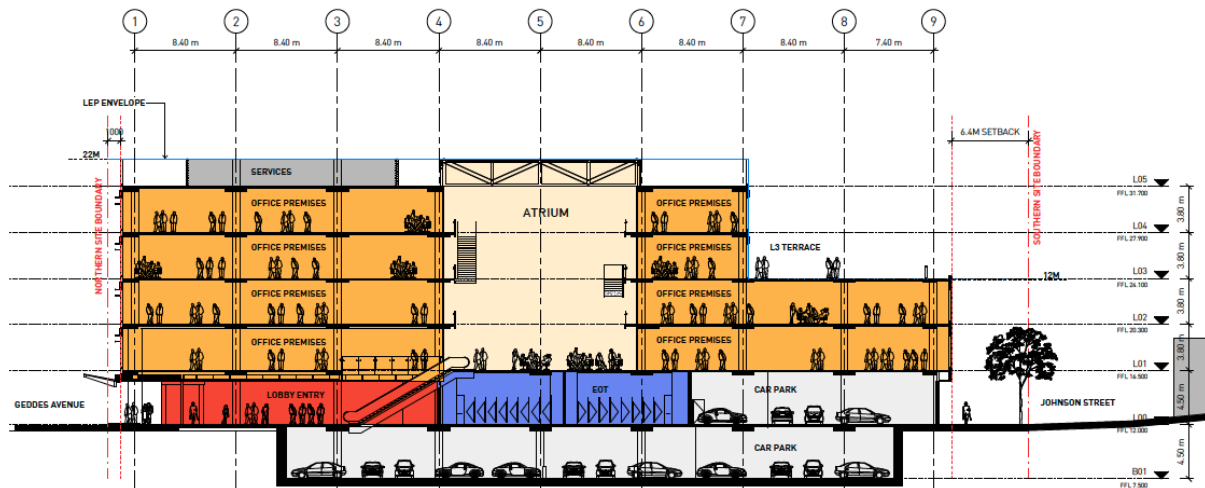 1 2 3 4 5 6 7 8 9
8.40 m 8.40 m 8.40 m 8.40 m 8.40 m 8.40 m 8.40 m 7.40 m
LEP ENVELOPE
1000
6.4M SETBACK
22M
SERVICES
NORTHERN SITE BOUNDARY
SOUTHERN SITE BOUNDARY
L05
FFL 31.700
3.80 m
OFFICE PREMISES
ATRIUM
OFFICE PREMISES
L04
FFL 27.900
3.80 m
OFFICE PREMISES
OFFICE PREMISES
L3 TERRACE
12M
L03
FFL 24.100
3.80 m
OFFICE PREMISES
OFFICE PREMISES
L02
FFL 20.300
3.80 m
OFFICE PREMISES
OFFICE PREMISES
L01
FFL 16.500
4.50 m
GEDDES AVENUE
LOBBY ENTRY
EOT
CAR PARK
JOHNSON STREET
L00
FFL 12.000
4.50 m
CAR PARK
B01
FFL 7.500